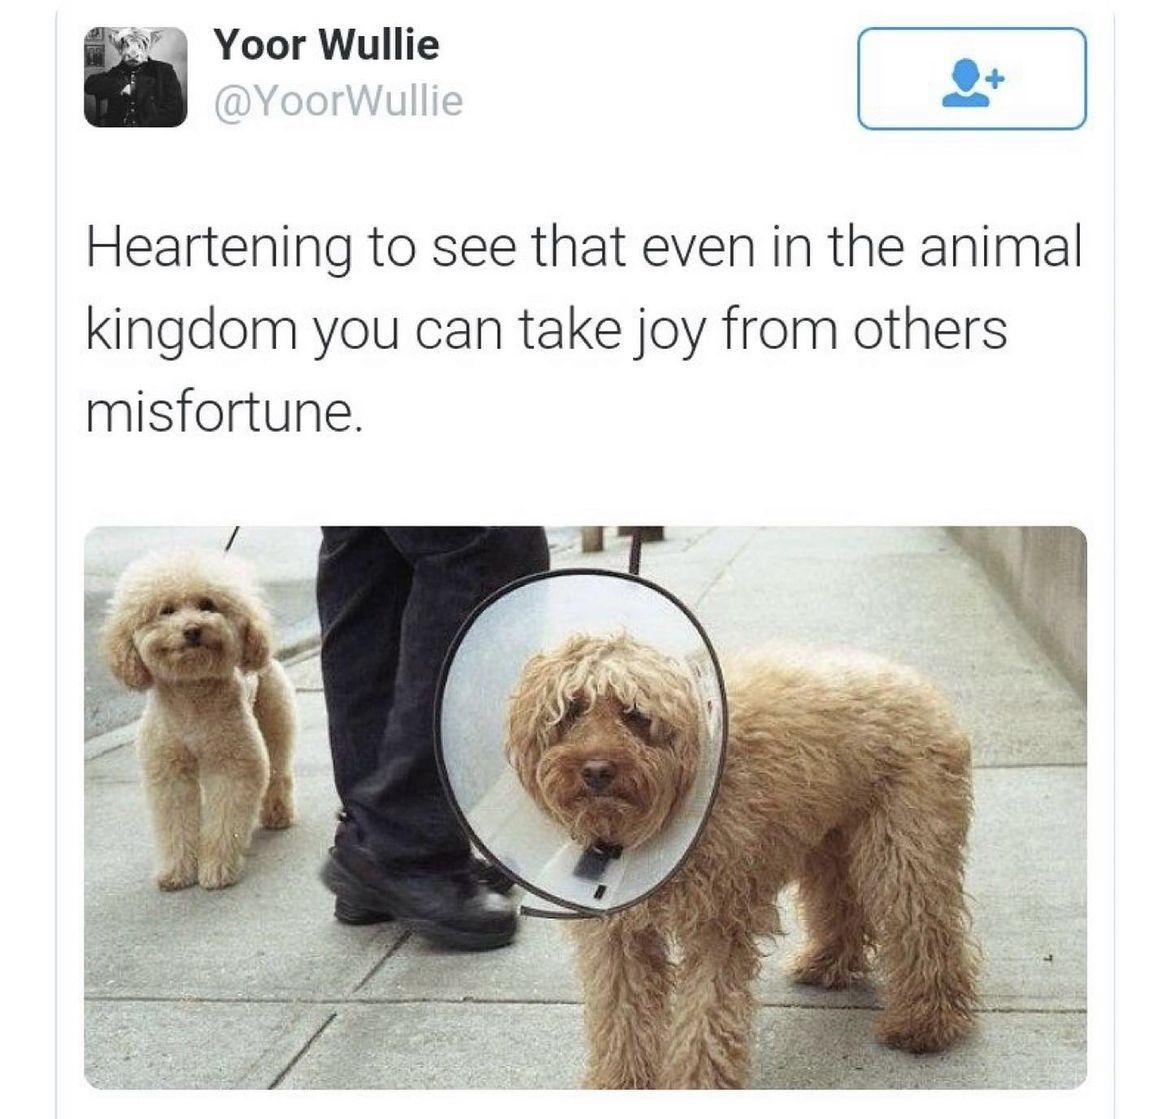 Yoor Wullie
@YoorWullie
Heartening to see that even in the animal
kingdom you can take joy from others
misfortune.